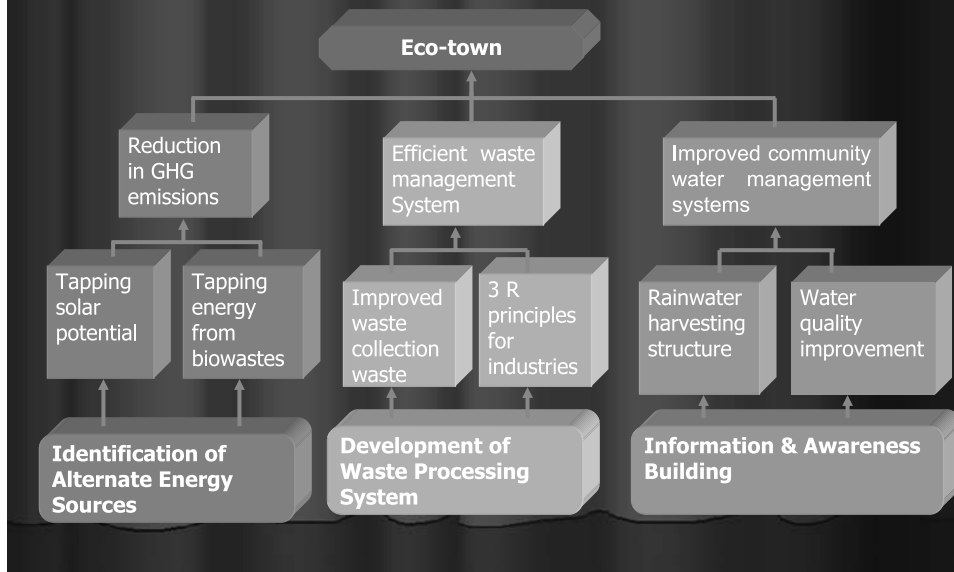 Eco-town
Reduction
in GHG
emissions
Efficient waste
management
System
Improved community
water management
systems
Tapping
solar
potential
Tapping
energy
from
biowastes
Improved
waste
collection
waste
3 R
principles
for
industries
Rainwater
harvesting
structure
Water
quality
improvement
Identification of
Alternate Energy
Sources
Development of
Waste Processing
System
Information & Awareness
Building